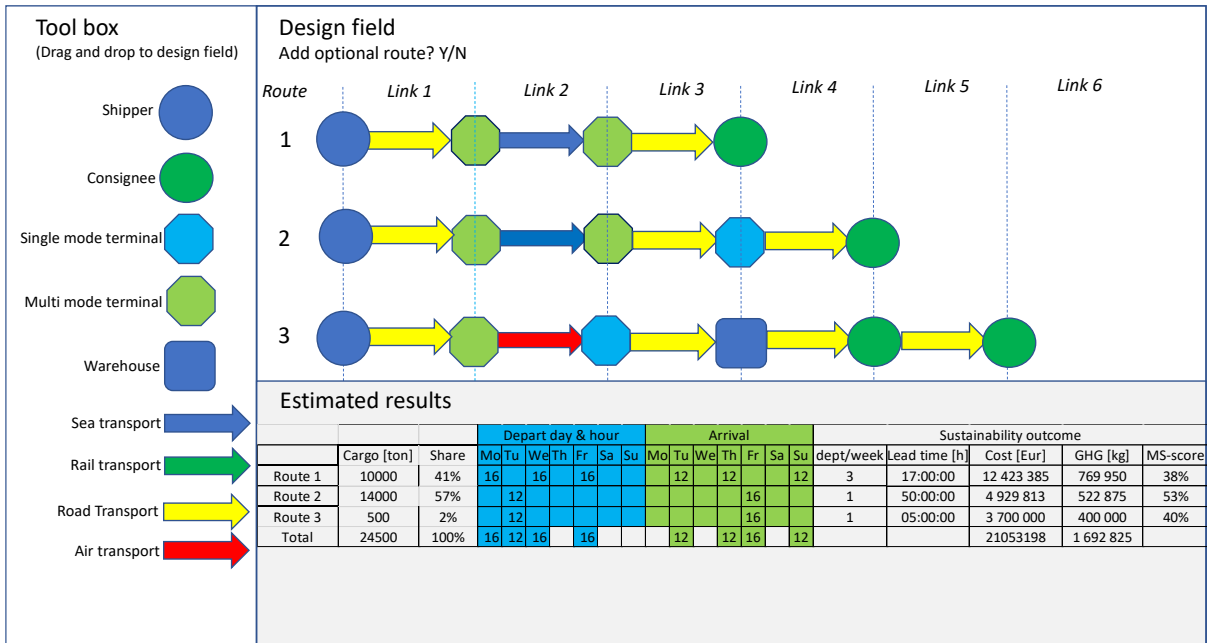 Tool box
(Drag and drop to design field)
Shipper
Consignee
Single mode terminal
Multi mode terminal
Warehouse
Sea transport
Rail transport
Road Transport
Air transport
Design field
Add optional route? Y/N
Route Link 1 Link 2 Link 3 Link 4 Link 5 Link 6
1
2
3
Estimated results
Depart day & hour Arrival Sustainability outcome
Cargo [ton] Share Mo Tu We Th Fr Sa Su Mo Tu We Th Fr Sa Su dept/week Lead time [h] Cost [Eur] GHG [kg] MS-score
Route 1 10000 41% 16 16 16 12 12 12 3 17:00:00 12 423 385 769 950 38%
Route 2 14000 57% 12 16 1 50:00:00 4 929 813 522 875 53%
Route 3 500 2% 12 16 1 05:00:00 3 700 000 400 000 40%
Total 24500 100% 16 12 16 16 12 12 16 12 21053198 1 692 825